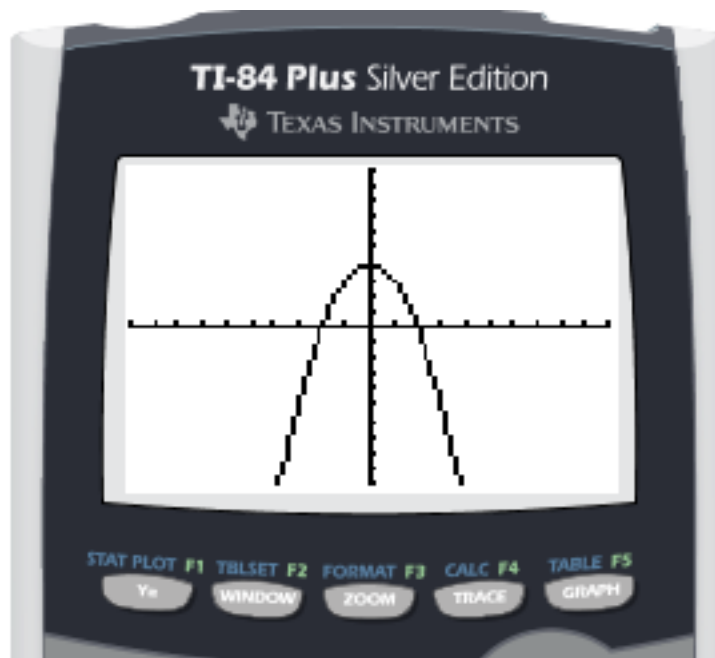 TI-84 Plus Silver Edition
TEXAS INSTRUMENTS
STAT PLOT F1 TBLSET F2 FORMAT F3 CALC F4 TABLE F5
Y= WINDOW ZOOM TRACE GRAPH